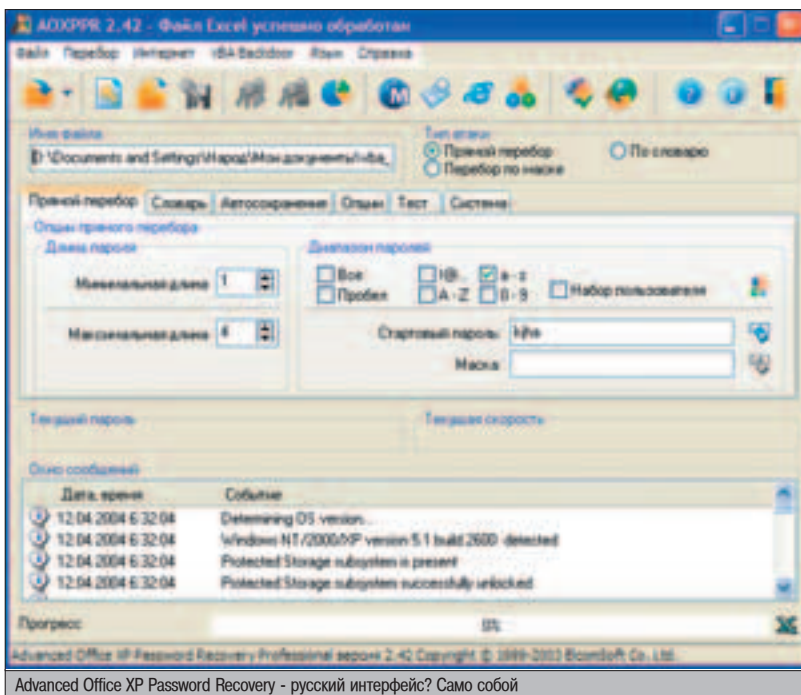 AOXPPR 2.42 - Файл Excel успешно обработан
Файл Перебор Интернет VBA Backdoor Язык Справка
Имя файла
D:\Documents and Settings\Народ\Мои документы\vba_
Тип атаки
Прямой перебор
По словарю
Перебор по маске
Прямой перебор Словарь Автосохранение Опции Тест Система
Опции прямого перебора
Длина пароля
Минимальная длина 1
Максимальная длина 4
Диапазон паролей
Все !@.. a - z
Пробел A - Z 0 - 9
Набор пользователя
Стартовый пароль:
Маска:
Текущий пароль
Текущая скорость
Окно сообщений
Дата, время Событие
12.04.2004 6:32:04 Determining OS version...
12.04.2004 6:32:04 Windows NT/2000/XP version 5.1 build 2600 detected
12.04.2004 6:32:04 Protected Storage subsystem is present
12.04.2004 6:32:04 Protected Storage subsystem successfully unlocked
Прогресс
0%
Advanced Office XP Password Recovery Professional версия 2.42 Copyright © 1999-2003 ElcomSoft Co. Ltd.
Advanced Office XP Password Recovery - русский интерфейс? Само собой